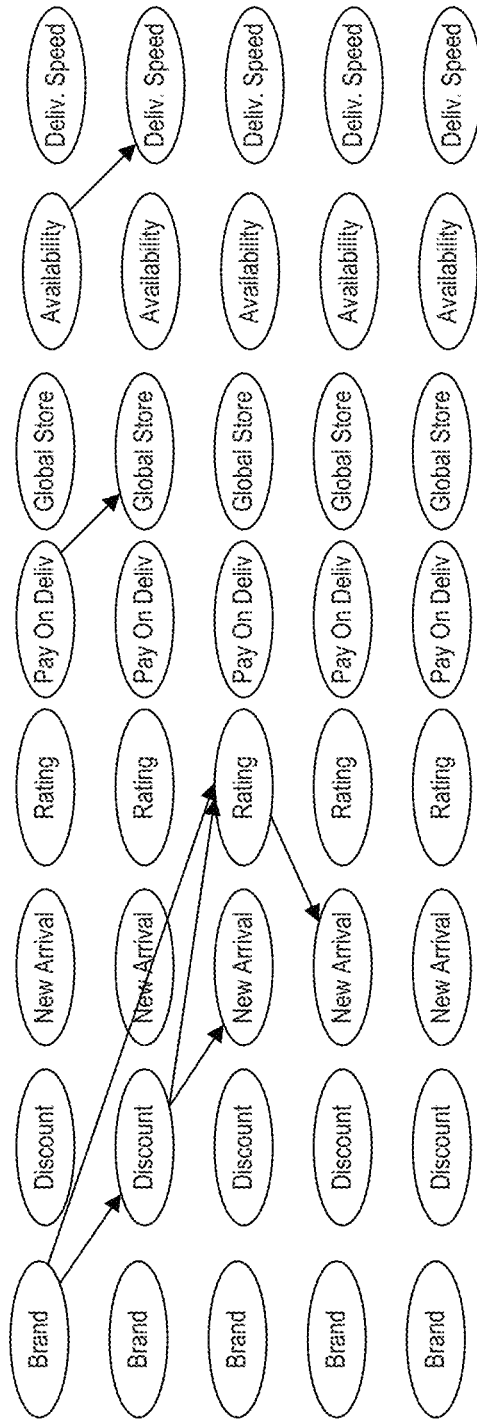 Brand Brand Brand Brand Brand
Discount Discount Discount Discount Discount
New Arrival New Arrival New Arrival New Arrival New Arrival
Rating Rating Rating Rating Rating
Pay On Deliv Pay On Deliv Pay On Deliv Pay On Deliv Pay On Deliv
Global Store Global Store Global Store Global Store Global Store
Availability Availability Availability Availability Availability
Deliv. Speed Deliv. Speed Deliv. Speed Deliv. Speed Deliv. Speed